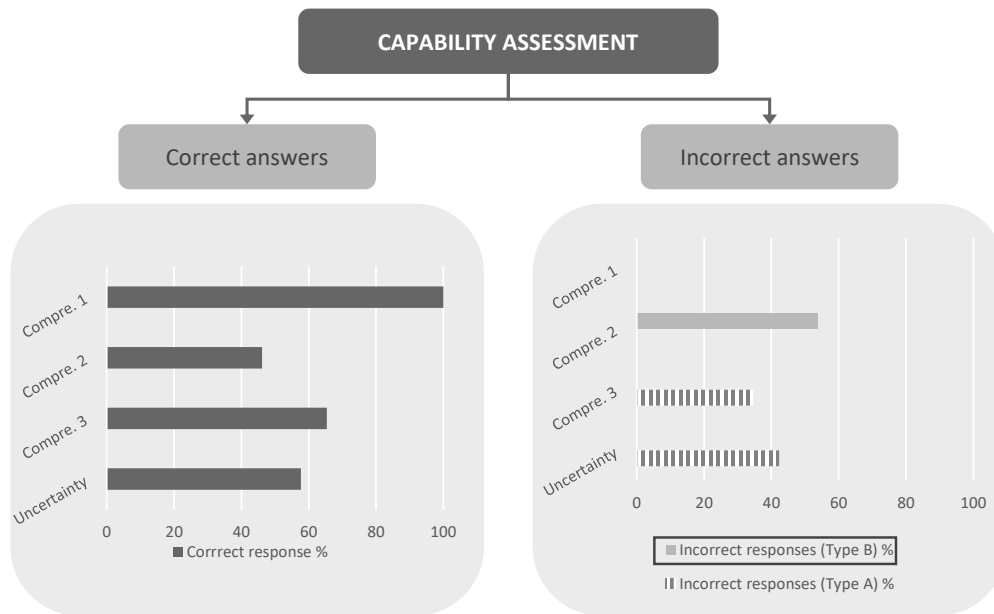 CAPABILITY ASSESSMENT
Correct answers
Incorrect answers
Compre. 1
Compre. 2
Compre. 3
Uncertainty
0 20 40 60 80 100
Corrrect response %
Compre. 1
Compre. 2
Compre. 3
Uncertainty
0 20 40 60 80 100
Incorrect responses (Type B) %
Incorrect responses (Type A) %